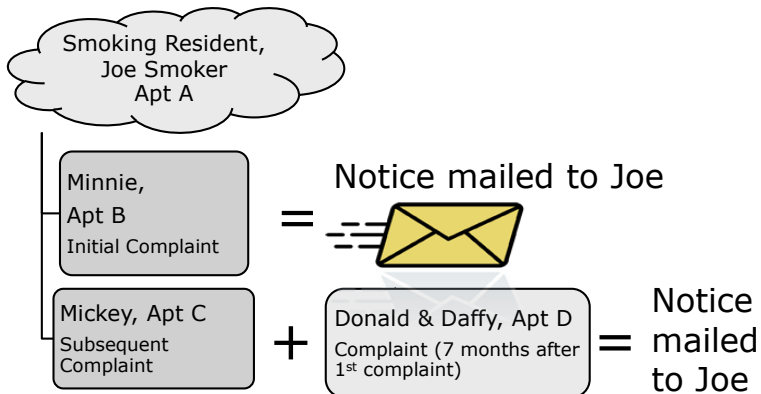 Smoking Resident,
Joe Smoker
Apt A
Minnie,
Apt B
Initial Complaint
=
Notice mailed to Joe
Mickey, Apt C
Subsequent
Complaint
+
Donald & Daffy, Apt D
Complaint (7 months after
1st complaint)
=
Notice
mailed
to Joe